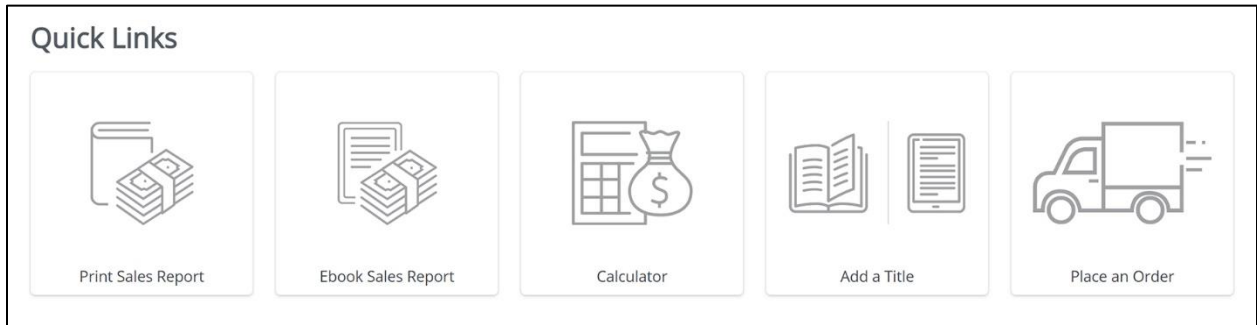 Quick Links
Print Sales Report
Ebook Sales Report
Calculator
Add a Title
Place an Order
$